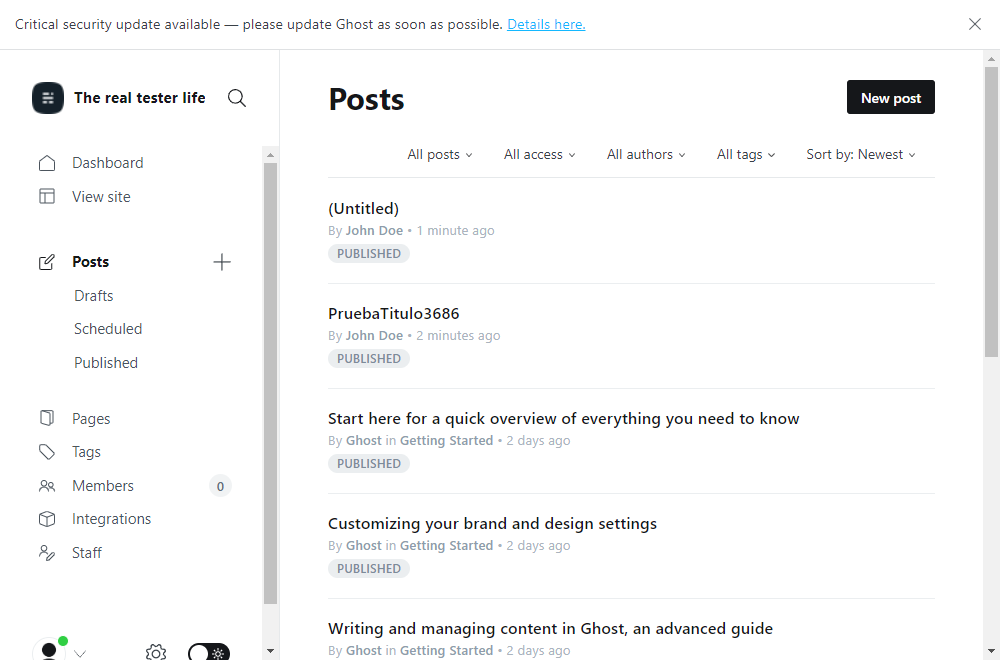 Critical security update available — please update Ghost as soon as possible. Details here.
The real tester life
Dashboard
View site
Posts
Drafts
Scheduled
Published
Pages
Tags
Members 0
Integrations
Staff
Posts
New post
All posts All access All authors All tags Sort by: Newest
(Untitled)
By John Doe • 1 minute ago
PUBLISHED
PruebaTitulo3686
By John Doe • 2 minutes ago
PUBLISHED
Start here for a quick overview of everything you need to know
By Ghost in Getting Started • 2 days ago
PUBLISHED
Customizing your brand and design settings
By Ghost in Getting Started • 2 days ago
PUBLISHED
Writing and managing content in Ghost, an advanced guide
By Ghost in Getting Started • 2 days ago